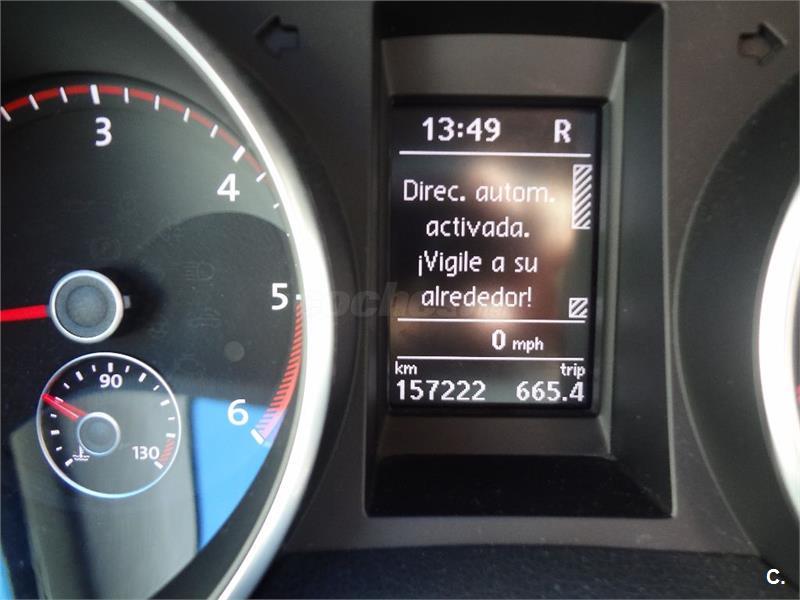 13:49 R
Direc. autom.
activada.
¡Vigile a su
alrededor!
0 mph
km trip
157222 665.4
3
4
5
6
90
130
coches
C.